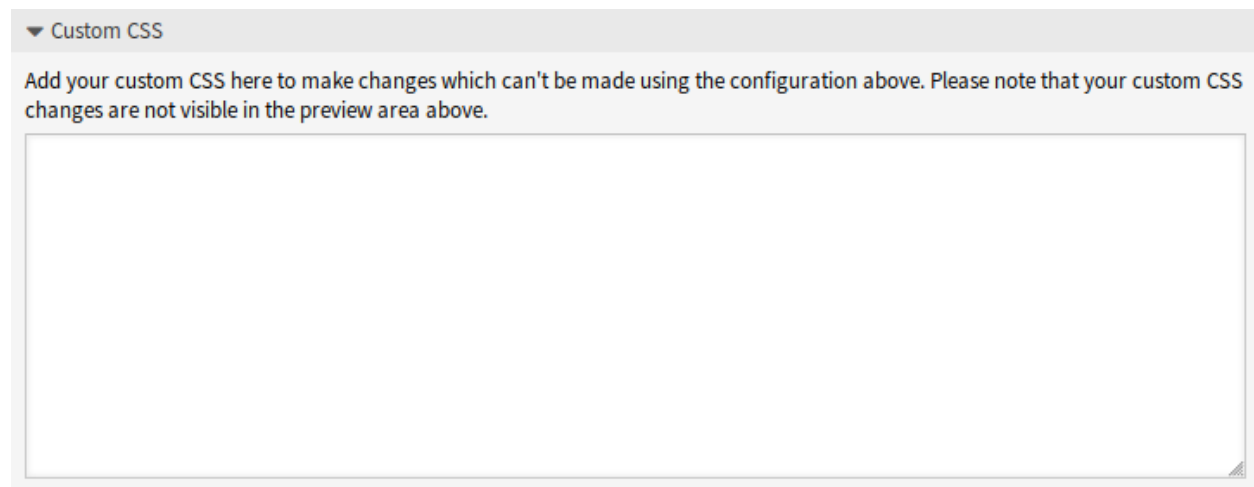 Custom CSS
Add your custom CSS here to make changes which can't be made using the configuration above. Please note that your custom CSS
changes are not visible in the preview area above.